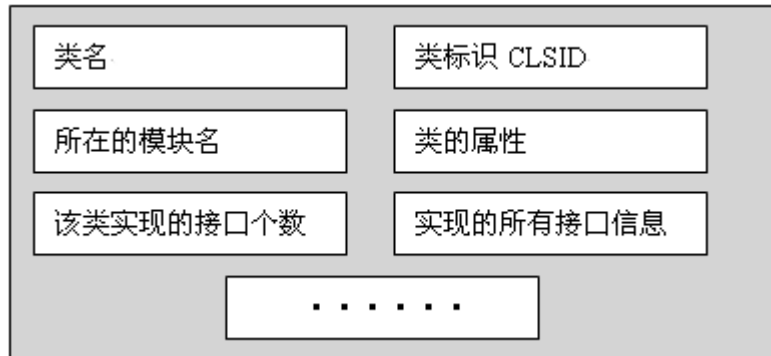 类名
类标识 CLSID
所在的模块名
类的属性
该类实现的接口个数
实现的所有接口信息
······